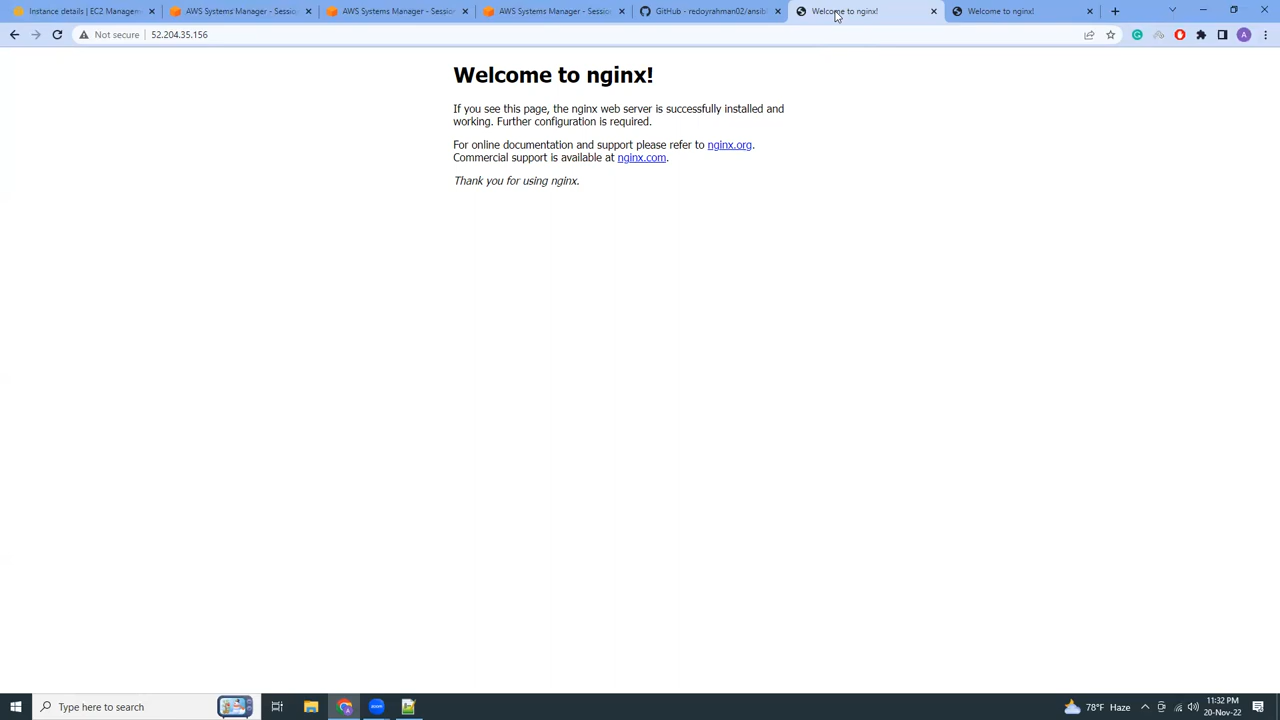 Instance details | EC2 Managem
AWS Systems Manager - Sessio
AWS Systems Manager - Session
AWS Systems Manager - Session
GitHub - redoyrahman02/ansib
Welcome to nginx!
Welcome to nginx!
Not secure
52.204.35.156
A
Welcome to nginx!
If you see this page, the nginx web server is successfully installed and
working. Further configuration is required.
For online documentation and support please refer to nginx.org.
Commercial support is available at nginx.com.
Thank you for using nginx.
Type here to search
zoom
78°F Haze
11:32 PM
20-Nov-22